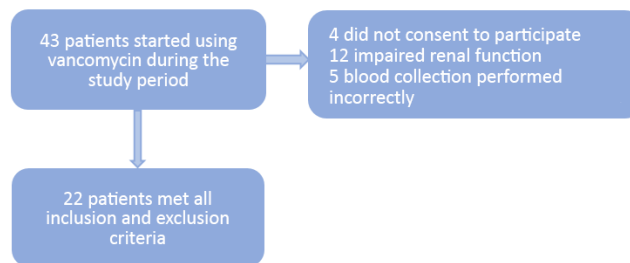 43 patients started using
vancomycin during the
study period
4 did not consent to participate
12 impaired renal function
5 blood collection performed
incorrectly
22 patients met all
inclusion and exclusion
criteria